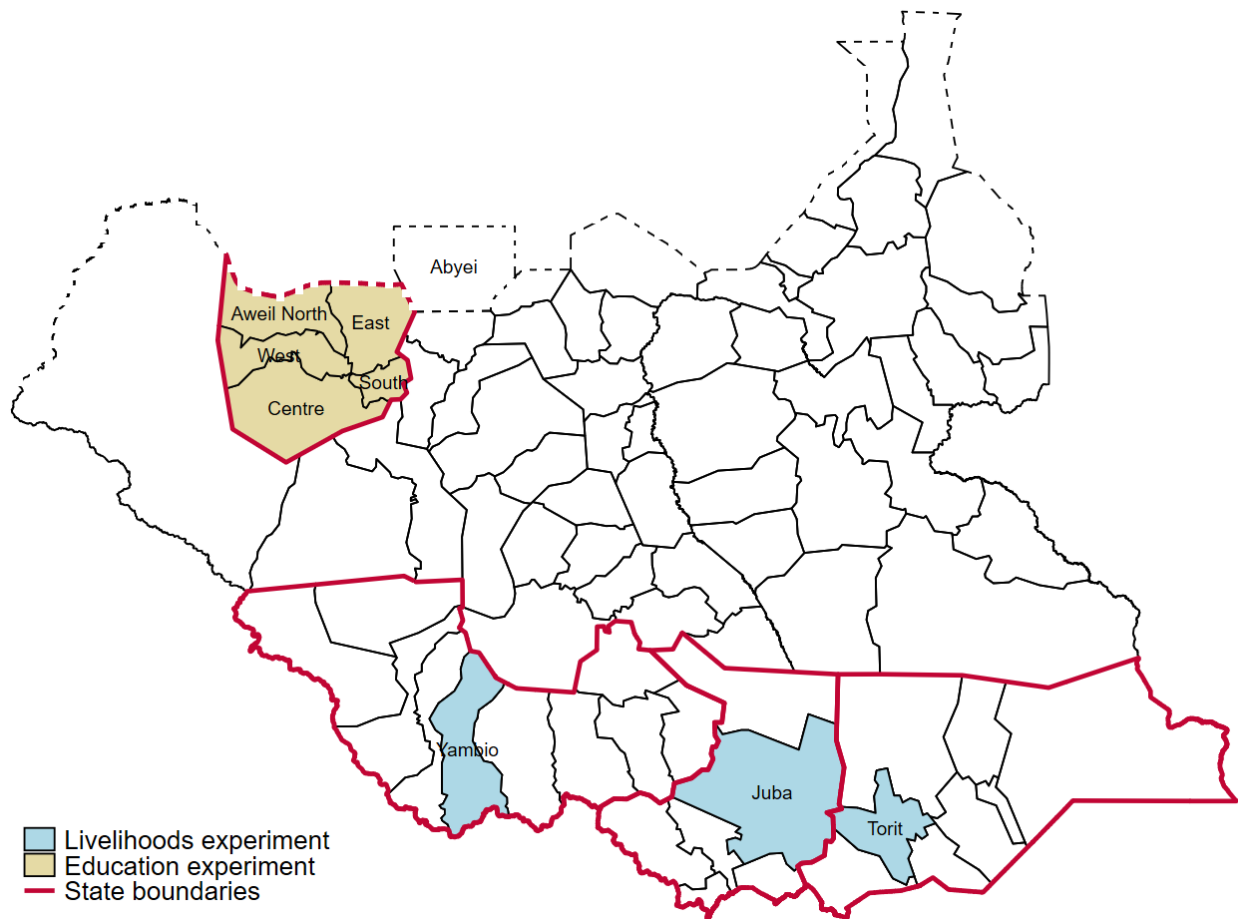 Abyei
Aweil North
East
West
South
Centre
Yambio
Juba
Torit
Livelihoods experiment
Education experiment
State boundaries